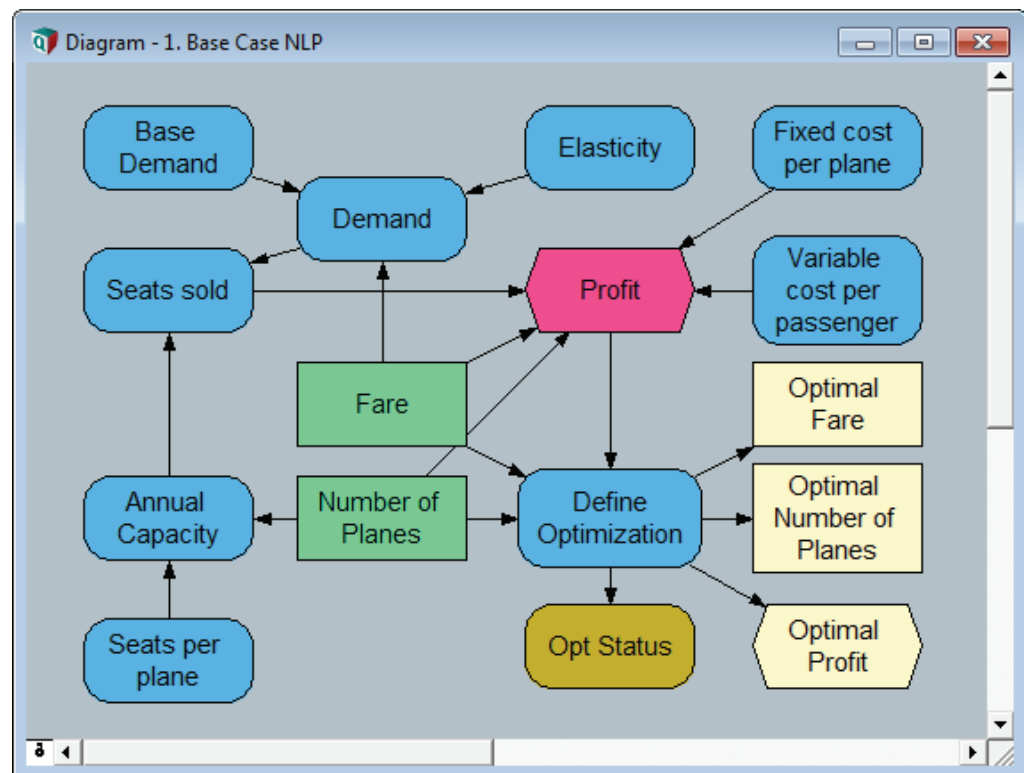 Diagram - 1. Base Case NLP
Base
Demand
Elasticity
Fixed cost
per plane
Demand
Seats sold
Profit
Variable
cost per
passenger
Fare
Optimal
Fare
Annual
Capacity
Number of
Planes
Define
Optimization
Optimal
Number of
Planes
Seats per
plane
Opt Status
Optimal
Profit